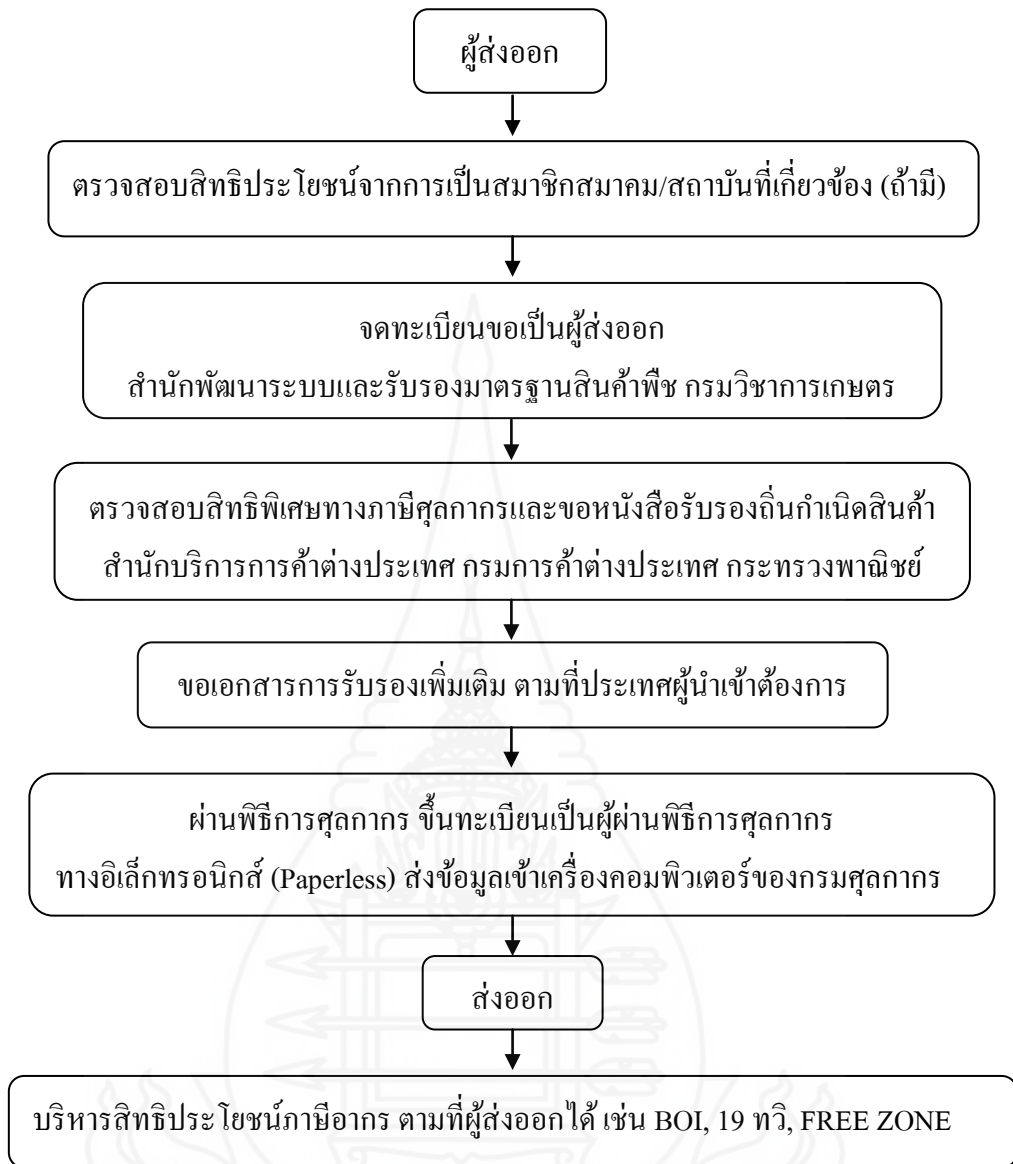 ผู้ส่งออก
ตรวจสอบสิทธิประโยชน์จากการเป็นสมาชิกสมาคม/สถาบันที่เกี่ยวข้อง (ถ้ามี)
จดทะเบียนขอเป็นผู้ส่งออก
สำนักพัฒนาระบบและรับรองมาตรฐานสินค้าพืช กรมวิชาการเกษตร
ตรวจสอบสิทธิพิเศษทางภาษีศุลกากรและขอหนังสือรับรองถิ่นกำเนิดสินค้า
สำนักบริการการค้าต่างประเทศ กรมการค้าต่างประเทศ กระทรวงพาณิชย์
ขอเอกสารการรับรองเพิ่มเติม ตามที่ประเทศผู้นำเข้าต้องการ
ผ่านพิธีการศุลกากร ขึ้นทะเบียนเป็นผู้ผ่านพิธีการศุลกากร
ทางอิเล็กทรอนิกส์ (Paperless) ส่งข้อมูลเข้าเครื่องคอมพิวเตอร์ของกรมศุลกากร
ส่งออก
บริหารสิทธิประโยชน์ภาษีอากร ตามที่ผู้ส่งออกได้ เช่น BOI, 19 ทวิ, FREE ZONE